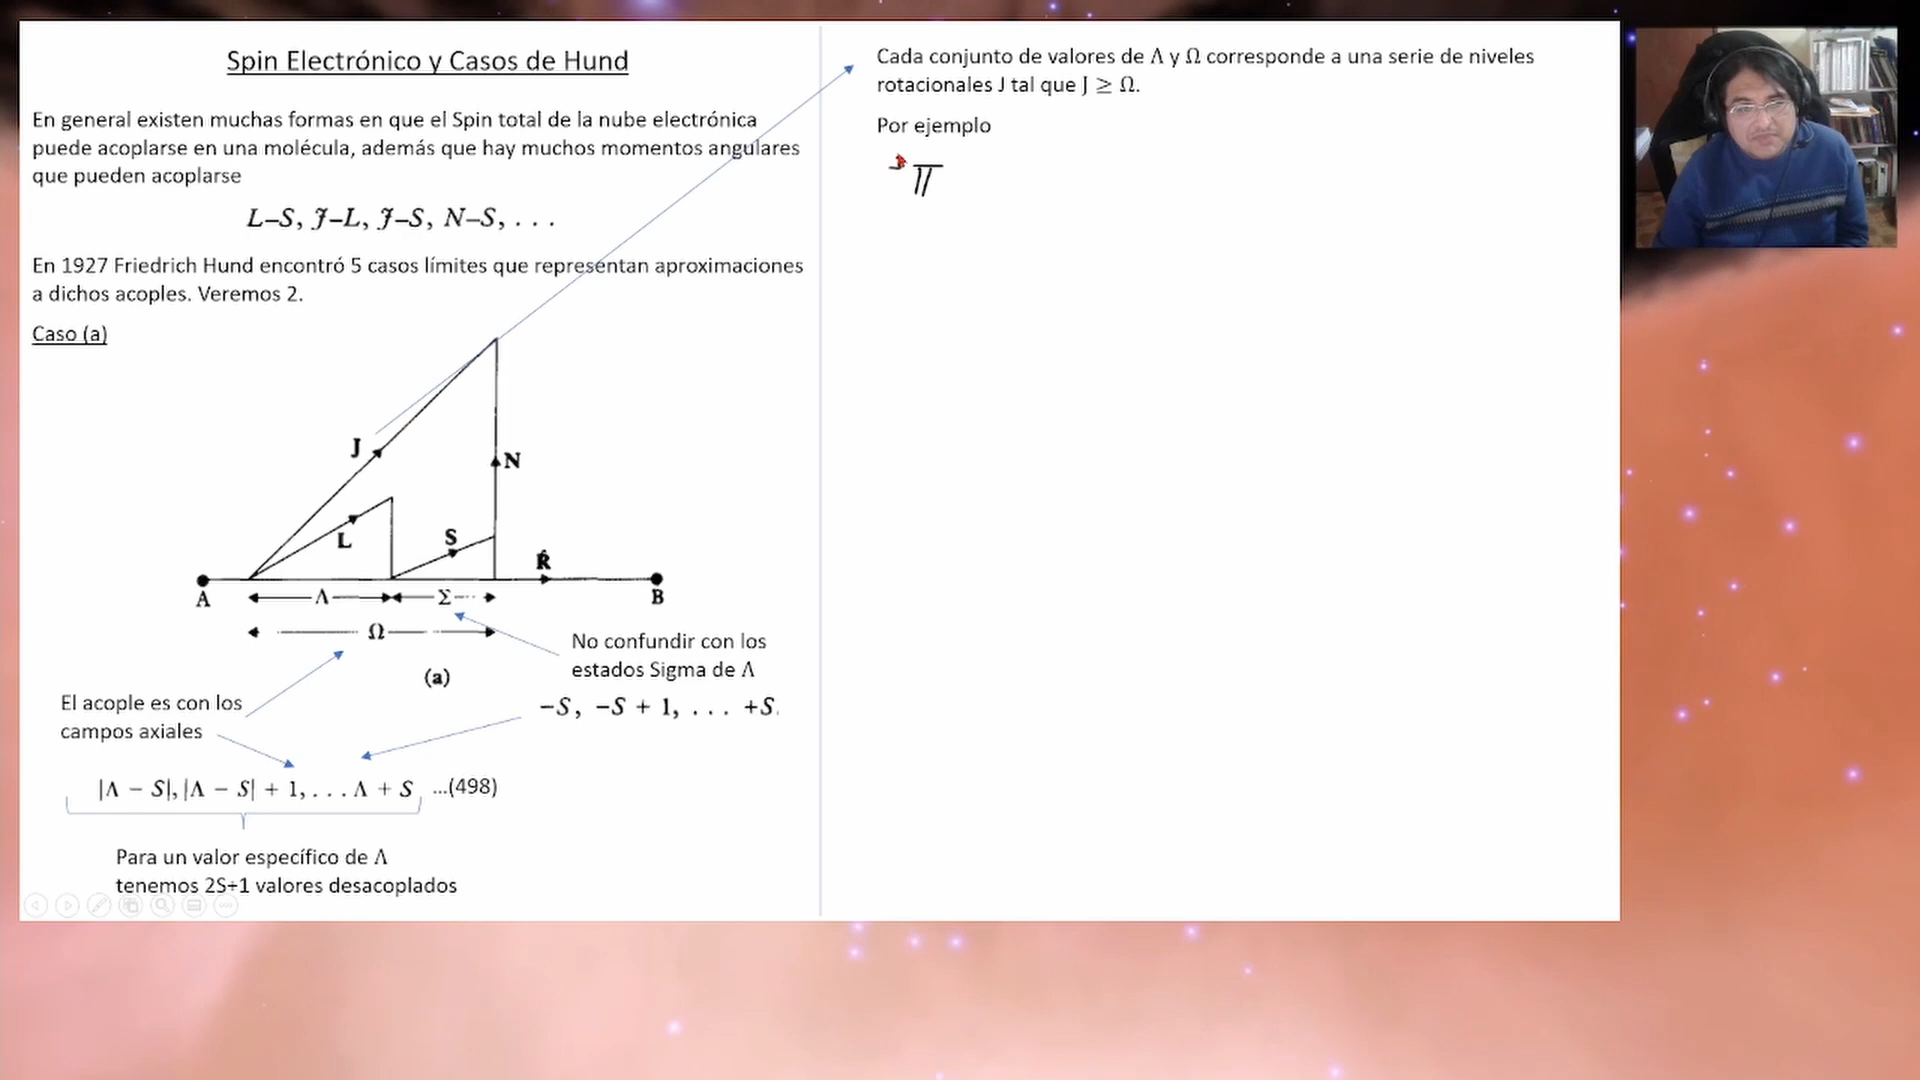 Spin Electrónico y Casos de Hund
En general existen muchas formas en que el Spin total de la nube electrónica
puede acoplarse en una molécula, además que hay muchos momentos angulares
que pueden acoplarse
L–S, J–L, J–S, N–S, . . .
En 1927 Friedrich Hund encontró 5 casos límites que representan aproximaciones
a dichos acoples. Veremos 2.
Caso (a)
J
N
L
S
R̂
A
Λ
Σ
B
Ω
(a)
No confundir con los
estados Sigma de Λ
−S, −S + 1, . . . +S.
El acople es con los
campos axiales
|Λ − S|, |Λ − S| + 1, . . . Λ + S ...(498)
Para un valor específico de Λ
tenemos 2S+1 valores desacoplados
Cada conjunto de valores de Λ y Ω corresponde a una serie de niveles
rotacionales J tal que J ≥ Ω.
Por ejemplo
π